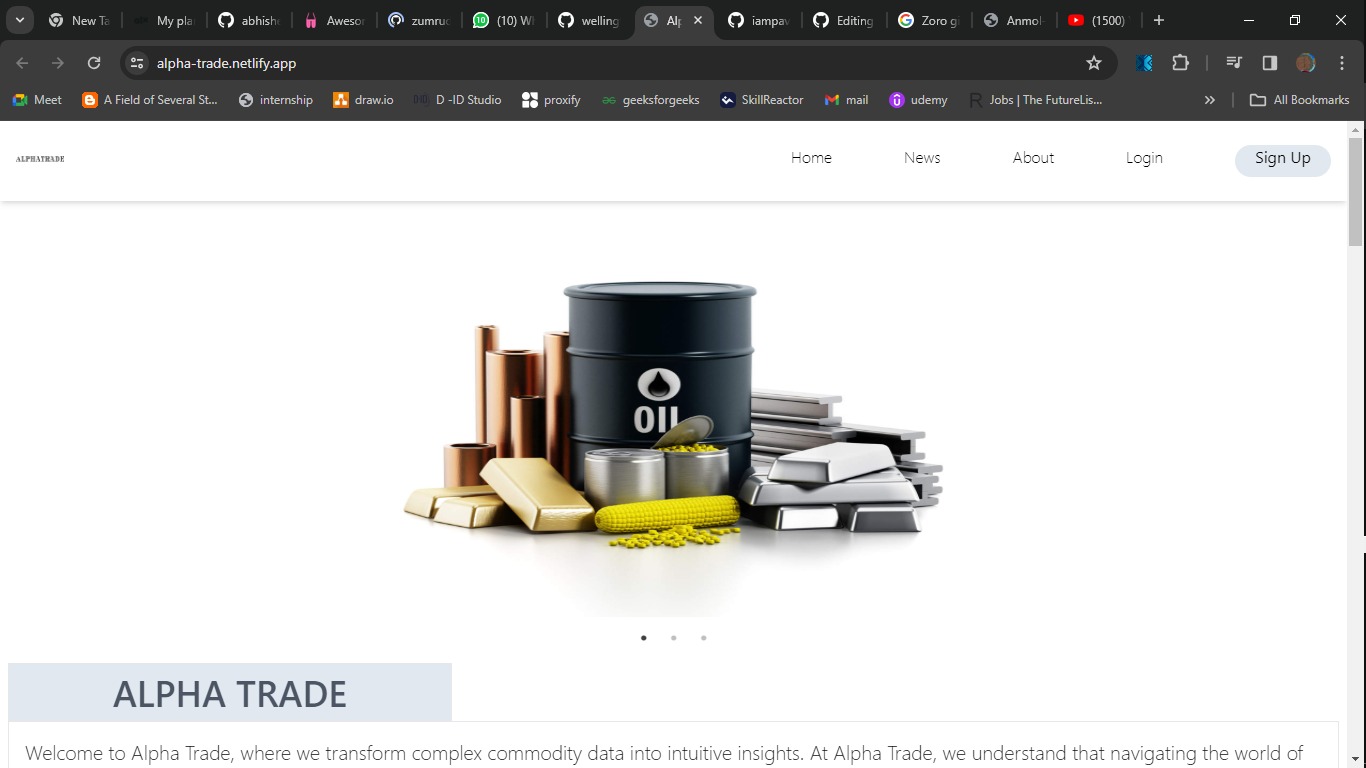 New Ta
My pla
abhishe
Awesor
zumruc
(10) Wh
welling
Alp
iampav
Editing
Zoro gi
Anmol-
(1500)
alpha-trade.netlify.app
Meet
A Field of Several St...
internship
draw.io
D -ID Studio
proxify
geeksforgeeks
SkillReactor
mail
udemy
Jobs | The FutureLis...
All Bookmarks
ALPHATRADE
Home
News
About
Login
Sign Up
OIL
ALPHA TRADE
Welcome to Alpha Trade, where we transform complex commodity data into intuitive insights. At Alpha Trade, we understand that navigating the world of